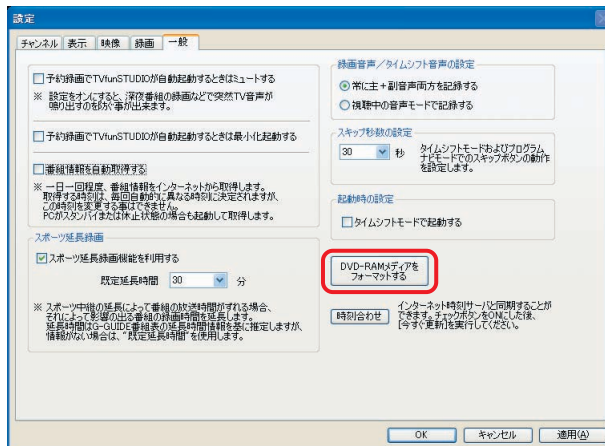 設定
チャンネル 表示 映像 録画 一般
予約録画でTVfunSTUDIOが自動起動するときはミュートする
※ 設定をオンにすると、深夜番組の録画などで突然TV音声が
鳴り出すのを防ぐ事が出来ます。
予約録画でTVfunSTUDIOが自動起動するときは最小化起動する
番組情報を自動取得する
※ 一日一回程度、番組情報をインターネットから取得します。
取得する時刻は、毎回自動的に異なる時刻に決定されますが、
この時刻を変更する事はできません。
PCがスタンバイまたは休止状態の場合も起動して取得します。
スポーツ延長録画
スポーツ延長録画機能を利用する
既定延長時間 30 分
※ スポーツ中継の延長によって番組の放送時間がずれる場合、
それによって影響の出る番組の録画時間を延長します。
延長時間はG-GUIDE番組表の延長時間情報を基に推定しますが、
情報がない場合は、"既定延長時間"を使用します。
録画音声/タイムシフト音声の設定
常に主+副音声両方を記録する
視聴中の音声モードで記録する
スキップ秒数の設定
30 秒
タイムシフトモードおよびプログラム
ナビモードでのスキップボタンの動作
を設定します。
起動時の設定
タイムシフトモードで起動する
DVD-RAMメディアを
フォーマットする
時刻合わせ
インターネット時刻サーバと同期することが
できます。チェックボタンをONにした後、
[今すぐ更新]を実行してください。
OK キャンセル 適用(A)